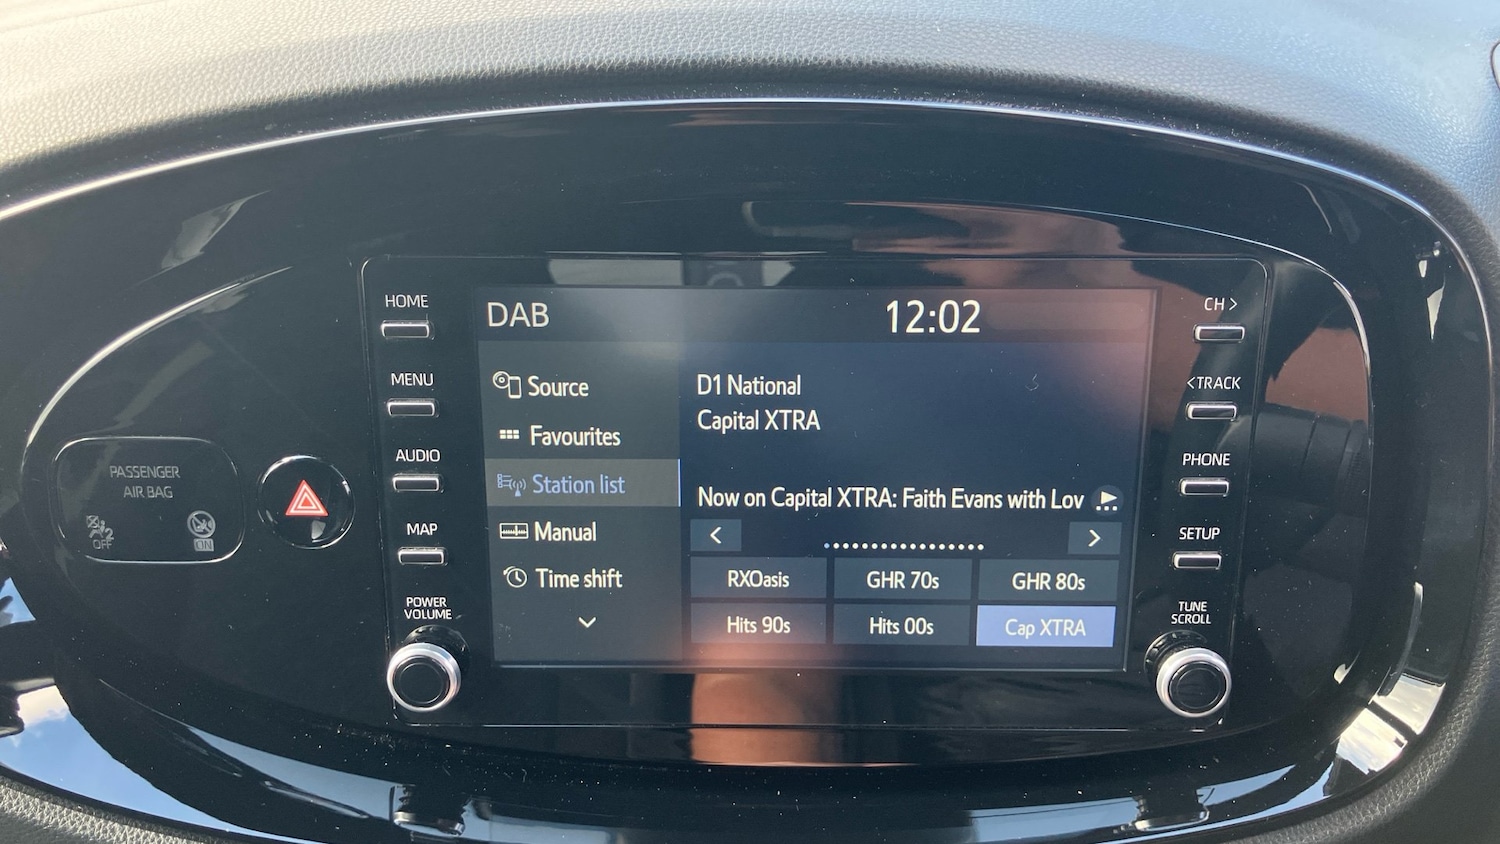 DAB
12:02
Source
Favourites
Station list
Manual
Time shift
D1 National
Capital XTRA
Now on Capital XTRA: Faith Evans with Lov
RXOasis
GHR 70s
GHR 80s
Hits 90s
Hits 00s
Cap XTRA
HOME
MENU
AUDIO
MAP
POWER
VOLUME
CH >
<TRACK
PHONE
SETUP
TUNE
SCROLL
PASSENGER
AIR BAG
OFF
ON